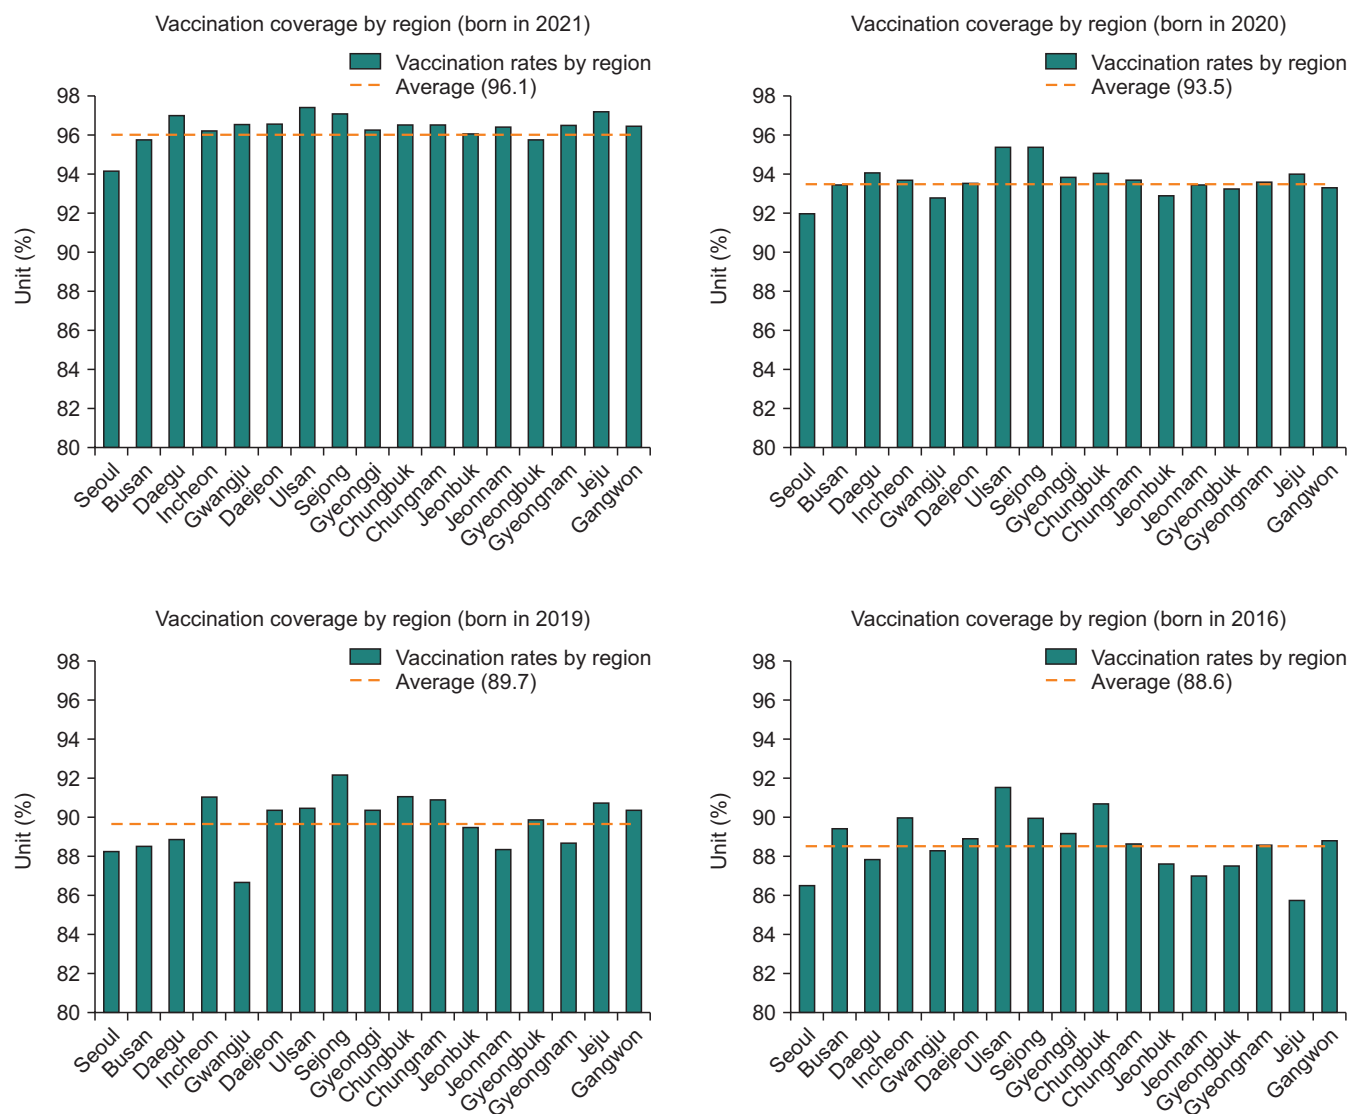 Vaccination coverage by region (born in 2021)
Vaccination rates by region
Average (96.1)
Unit (%)
98
96
94
92
90
88
86
84
82
80
Seoul
Busan
Daegu
Incheon
Gwangju
Daejeon
Ulsan
Sejong
Gyeonggi
Chungbuk
Chungnam
Jeonbuk
Jeonnam
Gyeongbuk
Gyeongnam
Jeju
Gangwon
Vaccination coverage by region (born in 2020)
Vaccination rates by region
Average (93.5)
Unit (%)
98
96
94
92
90
88
86
84
82
80
Seoul
Busan
Daegu
Incheon
Gwangju
Daejeon
Ulsan
Sejong
Gyeonggi
Chungbuk
Chungnam
Jeonbuk
Jeonnam
Gyeongbuk
Gyeongnam
Jeju
Gangwon
Vaccination coverage by region (born in 2019)
Vaccination rates by region
Average (89.7)
Unit (%)
98
96
94
92
90
88
86
84
82
80
Seoul
Busan
Daegu
Incheon
Gwangju
Daejeon
Ulsan
Sejong
Gyeonggi
Chungbuk
Chungnam
Jeonbuk
Jeonnam
Gyeongbuk
Gyeongnam
Jeju
Gangwon
Vaccination coverage by region (born in 2016)
Vaccination rates by region
Average (88.6)
Unit (%)
98
96
94
92
90
88
86
84
82
80
Seoul
Busan
Daegu
Incheon
Gwangju
Daejeon
Ulsan
Sejong
Gyeonggi
Chungbuk
Chungnam
Jeonbuk
Jeonnam
Gyeongbuk
Gyeongnam
Jeju
Gangwon